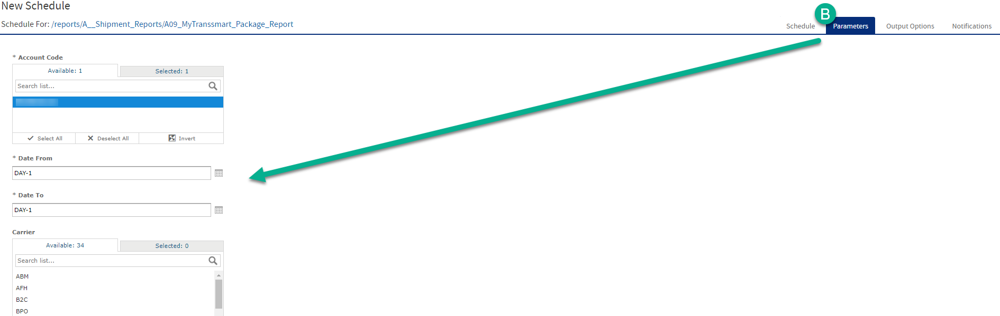 New Schedule
Schedule For: /reports/A__Shipment_Reports/A09_MyTranssmart_Package_Report
B
Schedule Parameters Output Options Notifications
* Account Code
Available: 1 Selected: 1
Search list...
Select All Deselect All Invert
* Date From
DAY-1
* Date To
DAY-1
Carrier
Available: 34 Selected: 0
Search list...
ABM
AFH
B2C
BPO